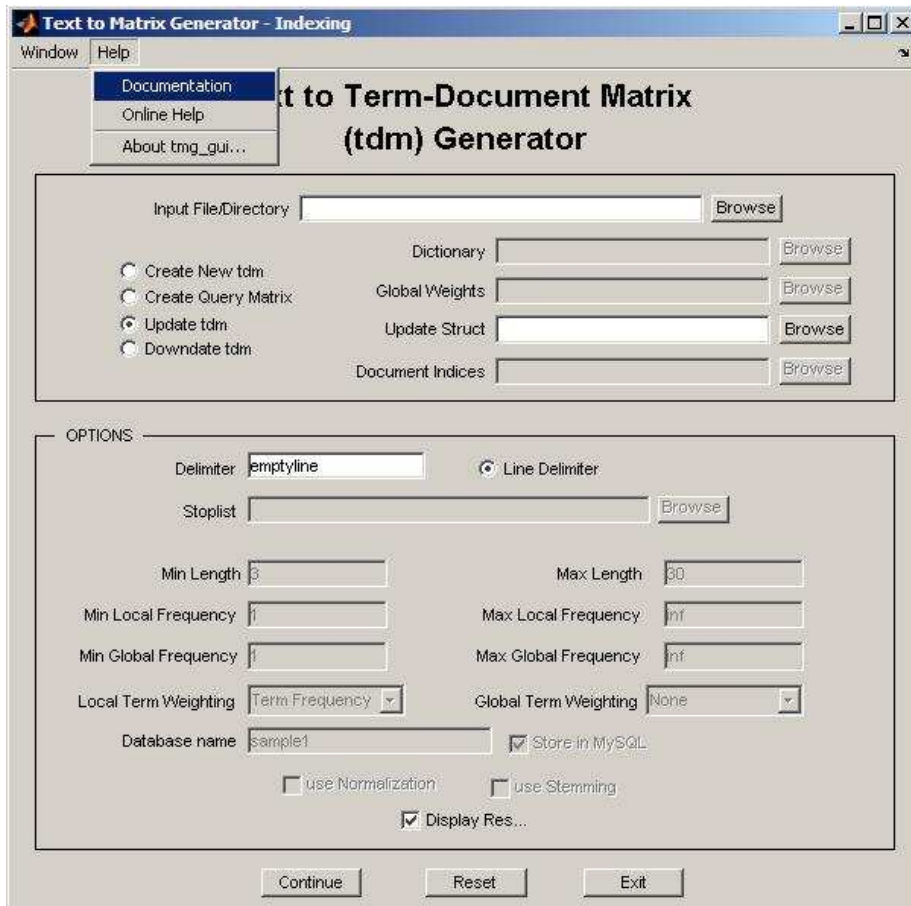 Text to Matrix Generator - Indexing
Window Help
Documentation
Online Help
About tmg_gui...
t to Term-Document Matrix
(tdm) Generator
Input File/Directory Browse
Dictionary Browse
Create New tdm
Global Weights Browse
Create Query Matrix
Update tdm
Update Struct Browse
Downdate tdm
Document Indices Browse
OPTIONS
Delimiter emptyline Line Delimiter
Stoplist Browse
Min Length 3 Max Length 30
Min Local Frequency 1 Max Local Frequency inf
Min Global Frequency 1 Max Global Frequency inf
Local Term Weighting Term Frequency Global Term Weighting None
Database name sample1 Store in MySQL
use Normalization use Stemming
Display Res...
Continue Reset Exit